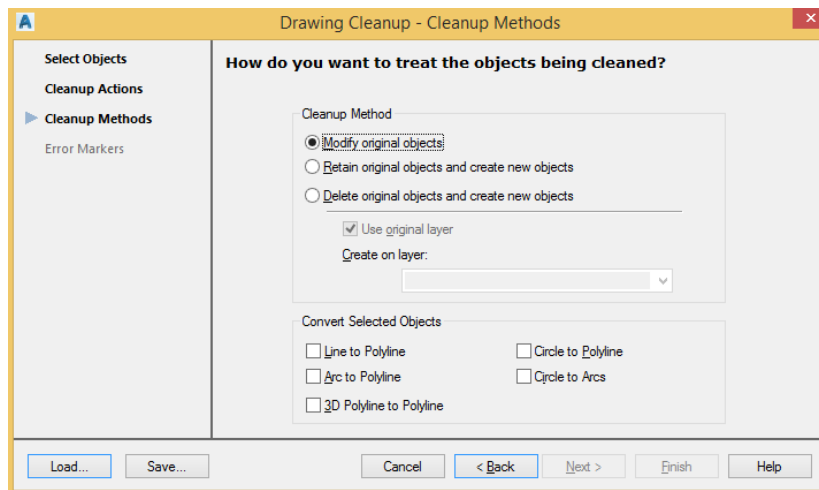 Drawing Cleanup - Cleanup Methods
Select Objects
Cleanup Actions
Cleanup Methods
Error Markers
How do you want to treat the objects being cleaned?
Cleanup Method
Modify original objects
Retain original objects and create new objects
Delete original objects and create new objects
Use original layer
Create on layer:
Convert Selected Objects
Line to Polyline
Circle to Polyline
Arc to Polyline
Circle to Arcs
3D Polyline to Polyline
Load...
Save...
Cancel
< Back
Next >
Finish
Help